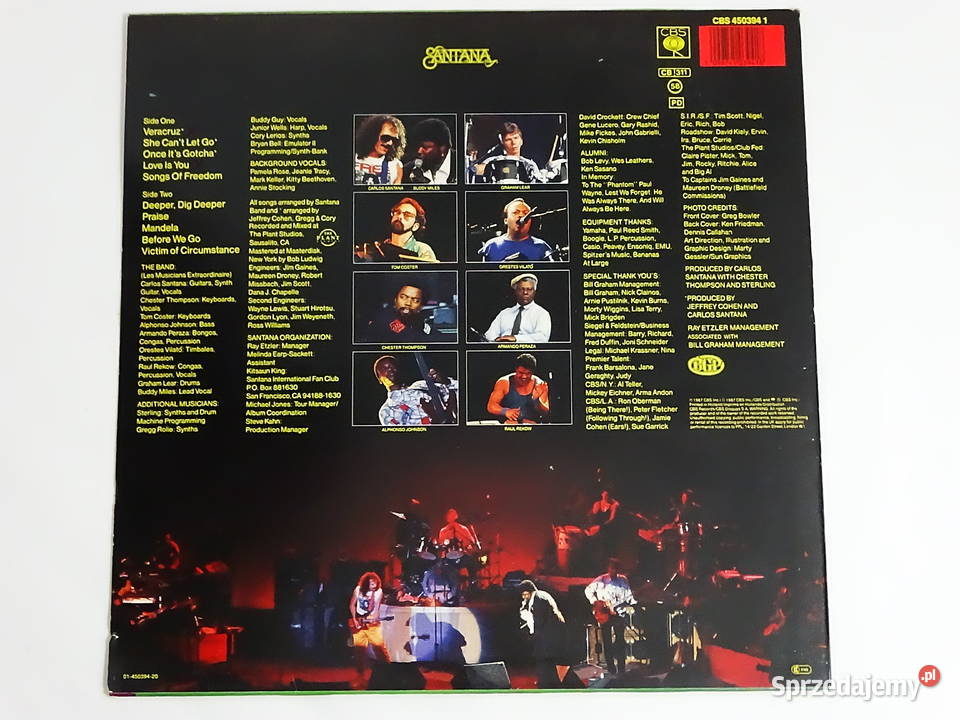 SANTANA
CBS 450394 1
CBS
CB 311
58
PD
Side One
Veracruz*
She Can't Let Go*
Once It's Gotcha*
Love Is You
Songs Of Freedom
Side Two
Deeper, Dig Deeper
Praise
Mandela
Before We Go
Victim of Circumstance
THE BAND:
(Les Musicians Extraordinaire)
Carlos Santana: Guitars, Synth
Guitar, Vocals
Chester Thompson: Keyboards,
Vocals
Tom Coster: Keyboards
Alphonso Johnson: Bass
Armando Peraza: Bongos,
Congas, Percussion
Orestes Vilató: Timbales,
Percussion
Raul Rekow: Congas,
Percussion, Vocals
Graham Lear: Drums
Buddy Miles: Lead Vocal
ADDITIONAL MUSICIANS:
Sterling: Synths and Drum
Machine Programming
Gregg Rolie: Synths
Buddy Guy: Vocals
Junior Wells: Harp, Vocals
Cory Lerios: Synths
Bryan Bell: Emulator II
Programming/Synth-Bank
BACKGROUND VOCALS:
Pamela Rose, Jeanie Tracy,
Mark Keller, Kitty Beethoven,
Annie Stocking
All songs arranged by Santana
Band and * arranged by
Jeffrey Cohen, Gregg & Cory
Recorded and Mixed at
The Plant Studios,
Sausalito, CA
Mastered at Masterdisk,
New York by Bob Ludwig
Engineers: Jim Gaines,
Maureen Droney, Robert
Missbach, Jim Scott,
Dana J. Chapelle
Second Engineers:
Wayne Lewis, Stuart Hirotsu,
Gordon Lyon, Jim Weyeneth,
Ross Williams
SANTANA ORGANIZATION:
Ray Etzler: Manager
Melinda Earp-Sackett:
Assistant
Kitsaun King:
Santana International Fan Club
P.O. Box 881630
San Francisco, CA 94188-1630
Michael Jones: Tour Manager/
Album Coordination
Steve Kahn:
Production Manager
THE PLANT
CARLOS SANTANA BUDDY MILES
GRAHAM LEAR
TOM COSTER
ORESTES VILATÓ
CHESTER THOMPSON
ARMANDO PERAZA
ALPHONSO JOHNSON
RAUL REKOW
David Crockett: Crew Chief
Gene Lucero, Gary Rashid,
Mike Fickes, John Gabrielli,
Kevin Chisholm
ALUMNI:
Bob Levy, Wes Leathers,
Ken Sasano
In Memory
To The "Phantom" Paul
Wayne, Lest We Forget. He
Was Always There, And Will
Always Be Here.
EQUIPMENT THANKS:
Yamaha, Paul Reed Smith,
Boogie, L.P. Percussion,
Casio, Peavey, Ensoniq, EMU,
Spitzer's Music, Bananas
At Large
SPECIAL THANK YOU'S:
Bill Graham Management:
Bill Graham, Nick Clainos,
Arnie Pustilnik, Kevin Burns,
Morty Wiggins, Lisa Terry,
Mick Brigden
Siegel & Feldstein/Business
Management: Barry, Richard,
Fred Duffin, Joni Schneider
Legal: Michael Krassner, Nina
Premier Talent:
Frank Barsalona, Jane
Geraghty, Judy
CBS/N.Y.: Al Teller,
Mickey Eichner, Arma Andon
CBS/L.A.: Ron Oberman
(Being There!), Peter Fletcher
(Following Through!), Jamie
Cohen (Ears!), Sue Garrick
S.I.R./S.F.: Tim Scott, Nigel,
Eric, Rich, Bob
Roadshow: David Kiely, Ervin,
Pa, Bruce, Carrie
The Plant Studios/Club Fed:
Claire Pister, Mick, Tom,
Jim, Rocky, Ritchie, Alice
and Big Al
To Captains Jim Gaines and
Maureen Droney (Battlefield
Commissions)
PHOTO CREDITS:
Front Cover: Greg Bowler
Back Cover: Ken Friedman,
Dennis Callahan
Art Direction, Illustration and
Graphic Design: Marty
Gessler/Sun Graphics
PRODUCED BY CARLOS
SANTANA WITH CHESTER
THOMPSON AND STERLING
*PRODUCED BY
JEFFREY COHEN AND
CARLOS SANTANA
RAY ETZLER MANAGEMENT
ASSOCIATED WITH
BILL GRAHAM MANAGEMENT
01-450394-20
Sprzedajemy.pl